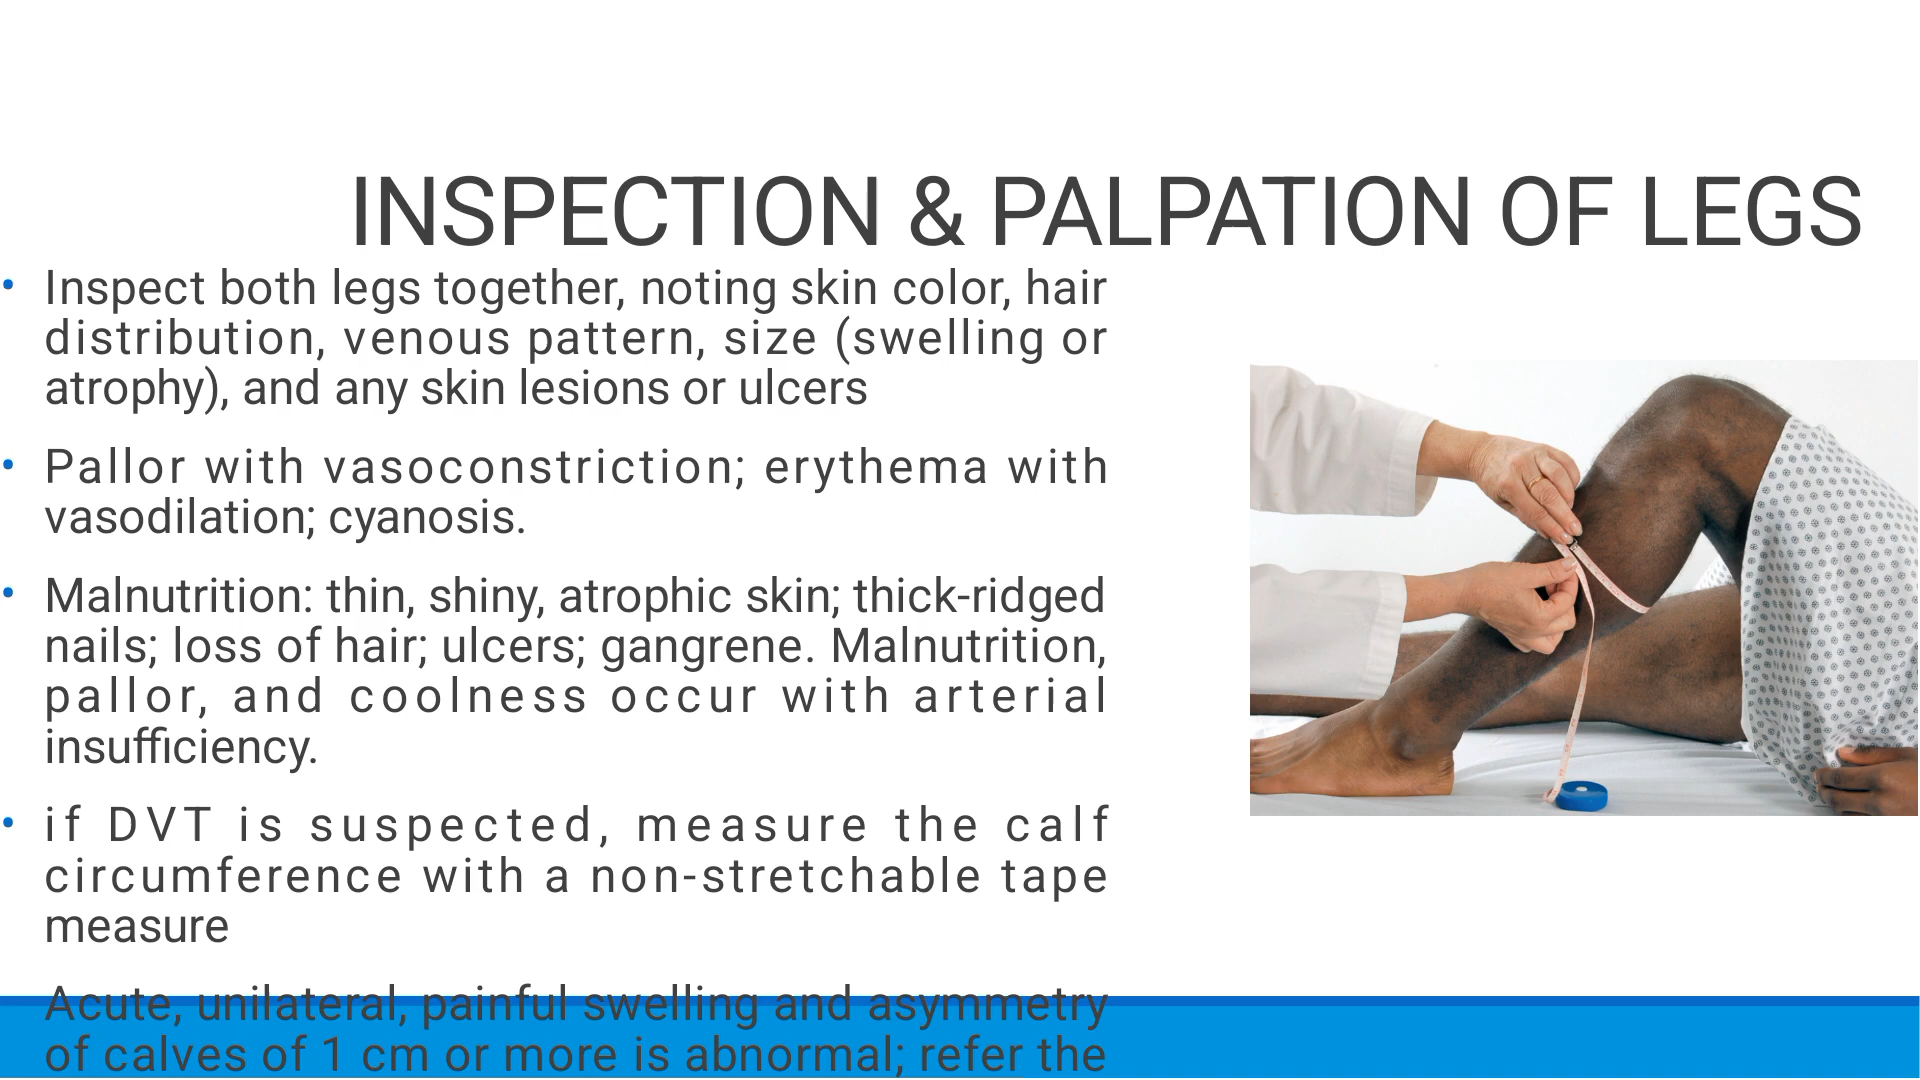 INSPECTION & PALPATION OF LEGS
• Inspect both legs together, noting skin color, hair
distribution, venous pattern, size (swelling or
atrophy), and any skin lesions or ulcers
• Pallor with vasoconstriction; erythema with
vasodilation; cyanosis.
• Malnutrition: thin, shiny, atrophic skin; thick-ridged
nails; loss of hair; ulcers; gangrene. Malnutrition,
pallor, and coolness occur with arterial
insufficiency.
• if DVT is suspected, measure the calf
circumference with a non-stretchable tape
measure
Acute, unilateral, painful swelling and asymmetry
of calves of 1 cm or more is abnormal; refer the